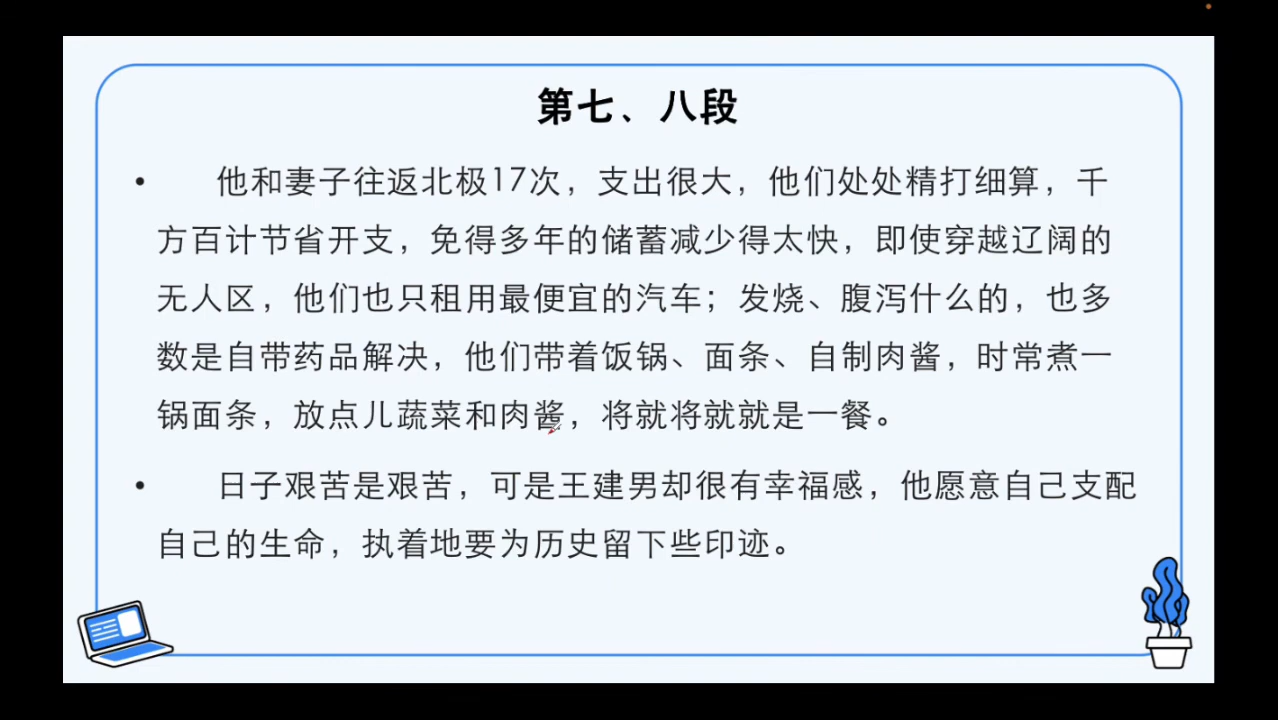 第七、八段
• 他和妻子往返北极17次，支出很大，他们处处精打细算，千
方百计节省开支，免得多年的储蓄减少得太快，即使穿越辽阔的
无人区，他们也只租用最便宜的汽车；发烧、腹泻什么的，也多
数是自带药品解决，他们带着饭锅、面条、自制肉酱，时常煮一
锅面条，放点儿蔬菜和肉酱，将就将就就是一餐。
• 日子艰苦是艰苦，可是王建男却很有幸福感，他愿意自己支配
自己的生命，执着地要为历史留下些印迹。